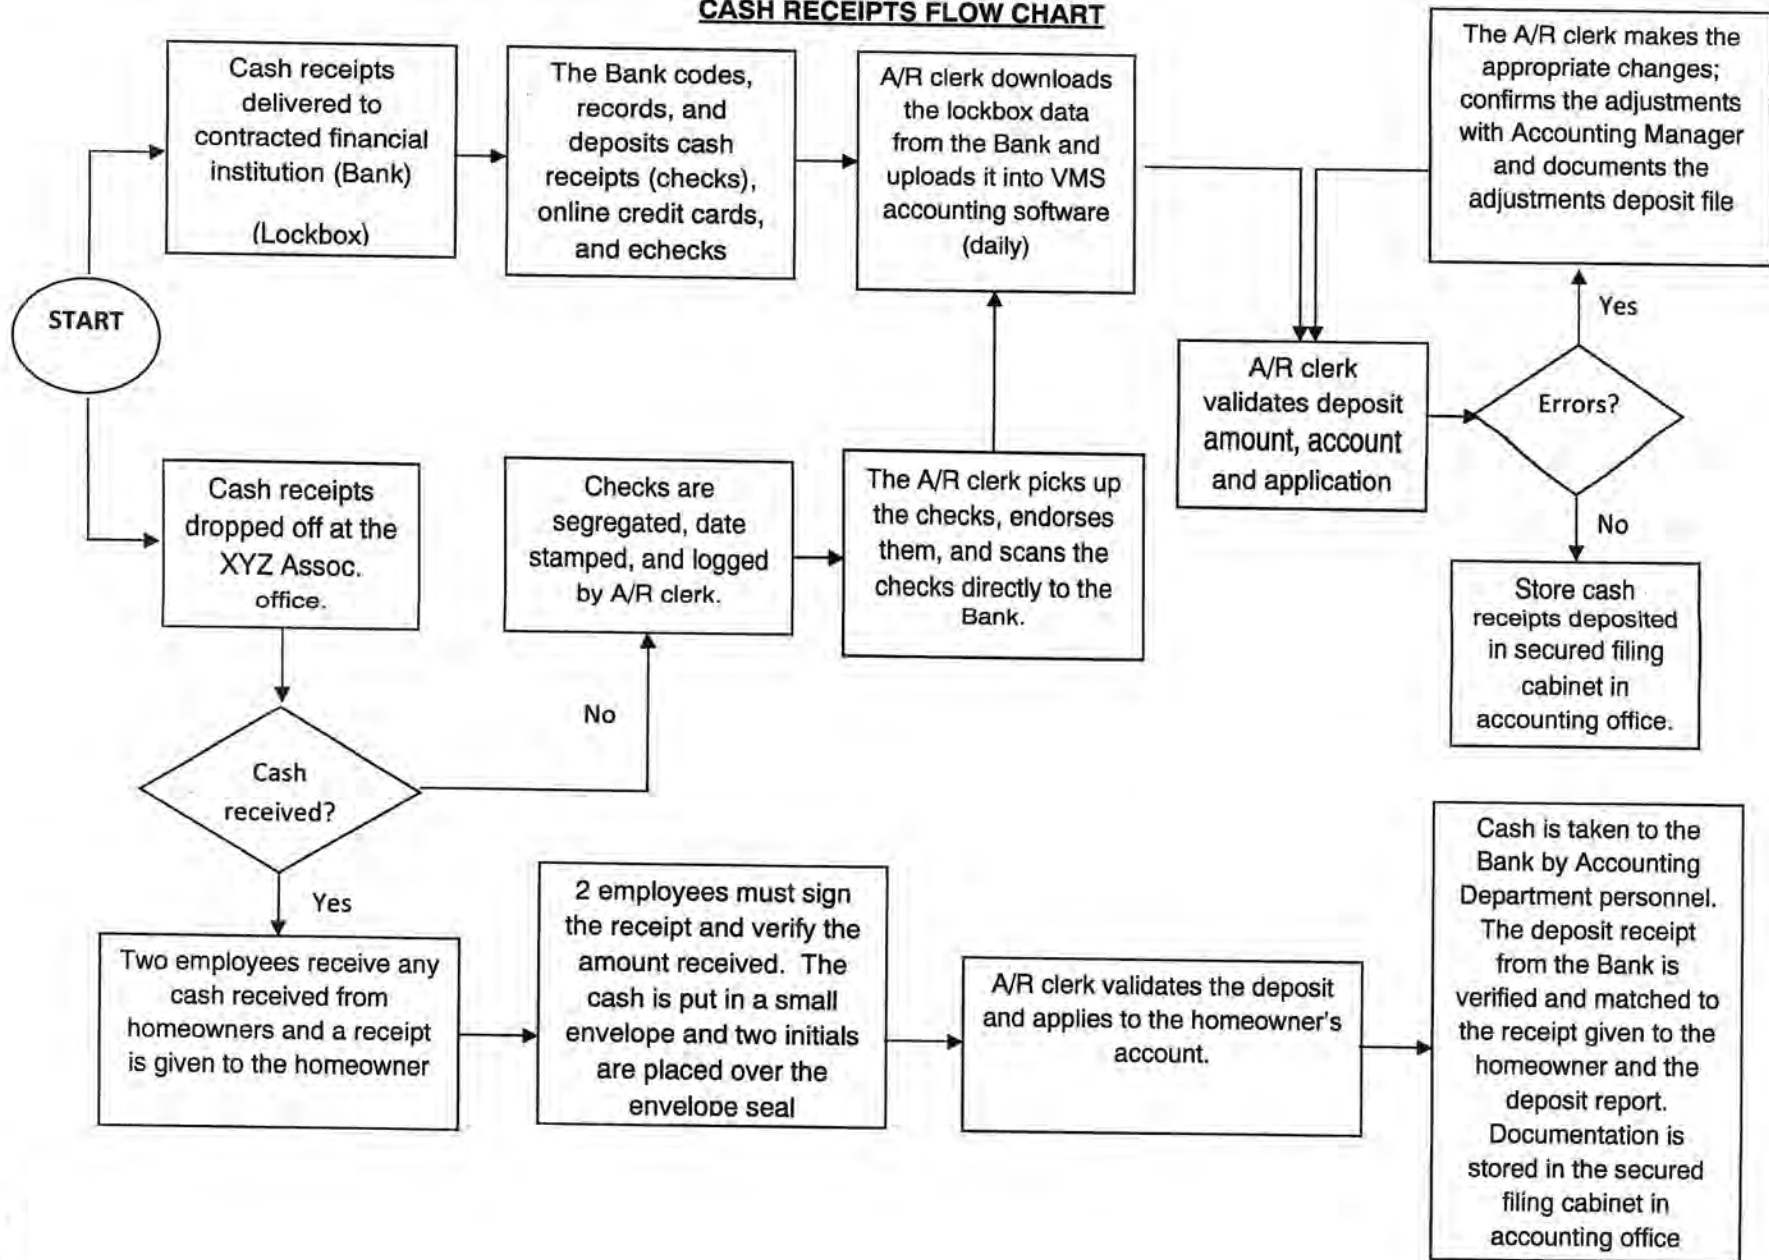 CASH RECEIPTS FLOW CHART
Cash receipts
delivered to
contracted financial
institution (Bank)
(Lockbox)
The Bank codes,
records, and
deposits cash
receipts (checks),
online credit cards,
and echecks
A/R clerk downloads
the lockbox data
from the Bank and
uploads it into VMS
accounting software
(daily)
The A/R clerk makes the
appropriate changes;
confirms the adjustments
with Accounting Manager
and documents the
adjustments deposit file
START
Yes
A/R clerk
validates deposit
amount, account
and application
Errors?
No
Cash receipts
dropped off at the
XYZ Assoc.
office.
Checks are
segregated, date
stamped, and logged
by A/R clerk.
The A/R clerk picks up
the checks, endorses
them, and scans the
checks directly to the
Bank.
Store cash
receipts deposited
in secured filing
cabinet in
accounting office.
No
Cash
received?
Yes
Two employees receive any
cash received from
homeowners and a receipt
is given to the homeowner
2 employees must sign
the receipt and verify the
amount received. The
cash is put in a small
envelope and two initials
are placed over the
envelope seal
A/R clerk validates the deposit
and applies to the homeowner's
account.
Cash is taken to the
Bank by Accounting
Department personnel.
The deposit receipt
from the Bank is
verified and matched to
the receipt given to the
homeowner and the
deposit report.
Documentation is
stored in the secured
filing cabinet in
accounting office